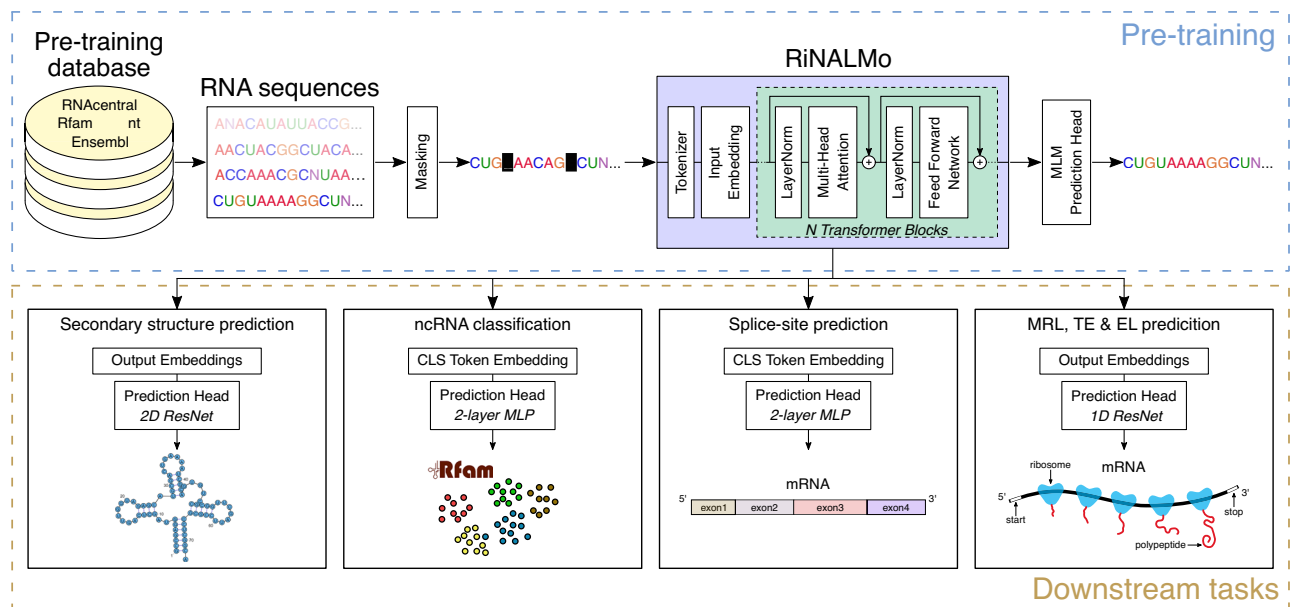 Pre-training
Pre-training
database
RNAcentral
Rfam nt
Ensembl
RNA sequences
ANACAUAUUACCG...
AACUACGGCUACA...
ACCAAACGCNUAA...
CUGUAAAAGGCUN...
Masking
CUG AACAG CUN...
RiNALMo
Tokenizer
Input
Embedding
LayerNorm
Multi-Head
Attention
+
LayerNorm
Feed Forward
Network
+
N Transformer Blocks
MLM
Prediction Head
CUGUAAAAGGCUN...
Secondary structure prediction
Output Embeddings
Prediction Head
2D ResNet
ncRNA classification
CLS Token Embedding
Prediction Head
2-layer MLP
Rfam
Splice-site prediction
CLS Token Embedding
Prediction Head
2-layer MLP
mRNA
5' 3'
exon1 exon2 exon3 exon4
MRL, TE & EL predicition
Output Embeddings
Prediction Head
1D ResNet
ribosome
mRNA
5' 3'
start stop
polypeptide
Downstream tasks